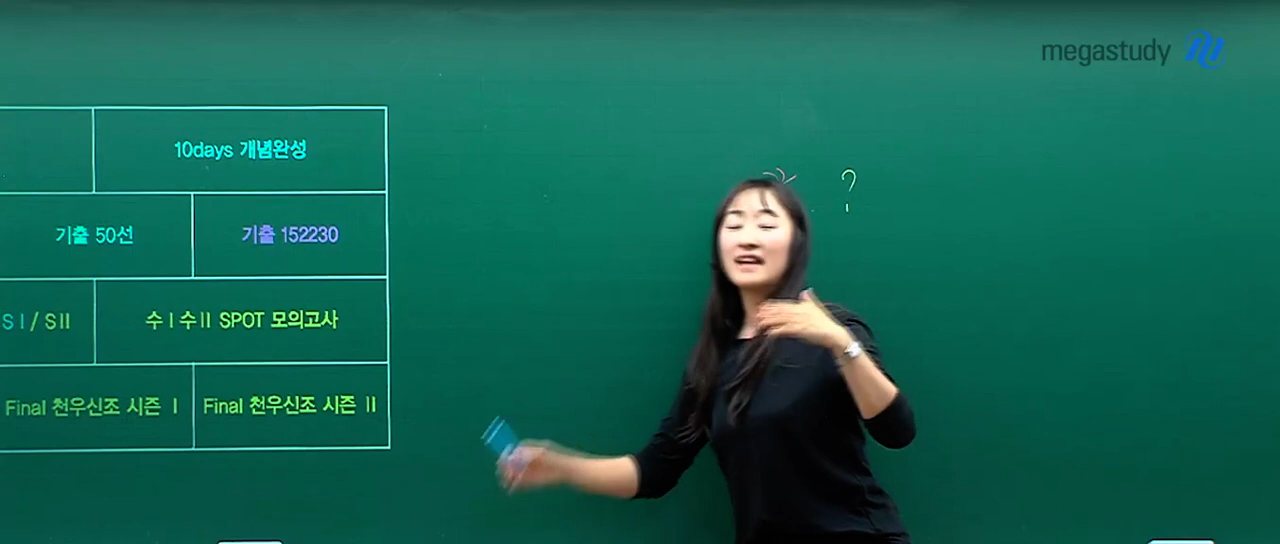 megastudy
10days 개념완성
기출 50선
기출 152230
S I / S II
수 I 수 II SPOT 모의고사
Final 천우신조 시즌 I
Final 천우신조 시즌 II
?